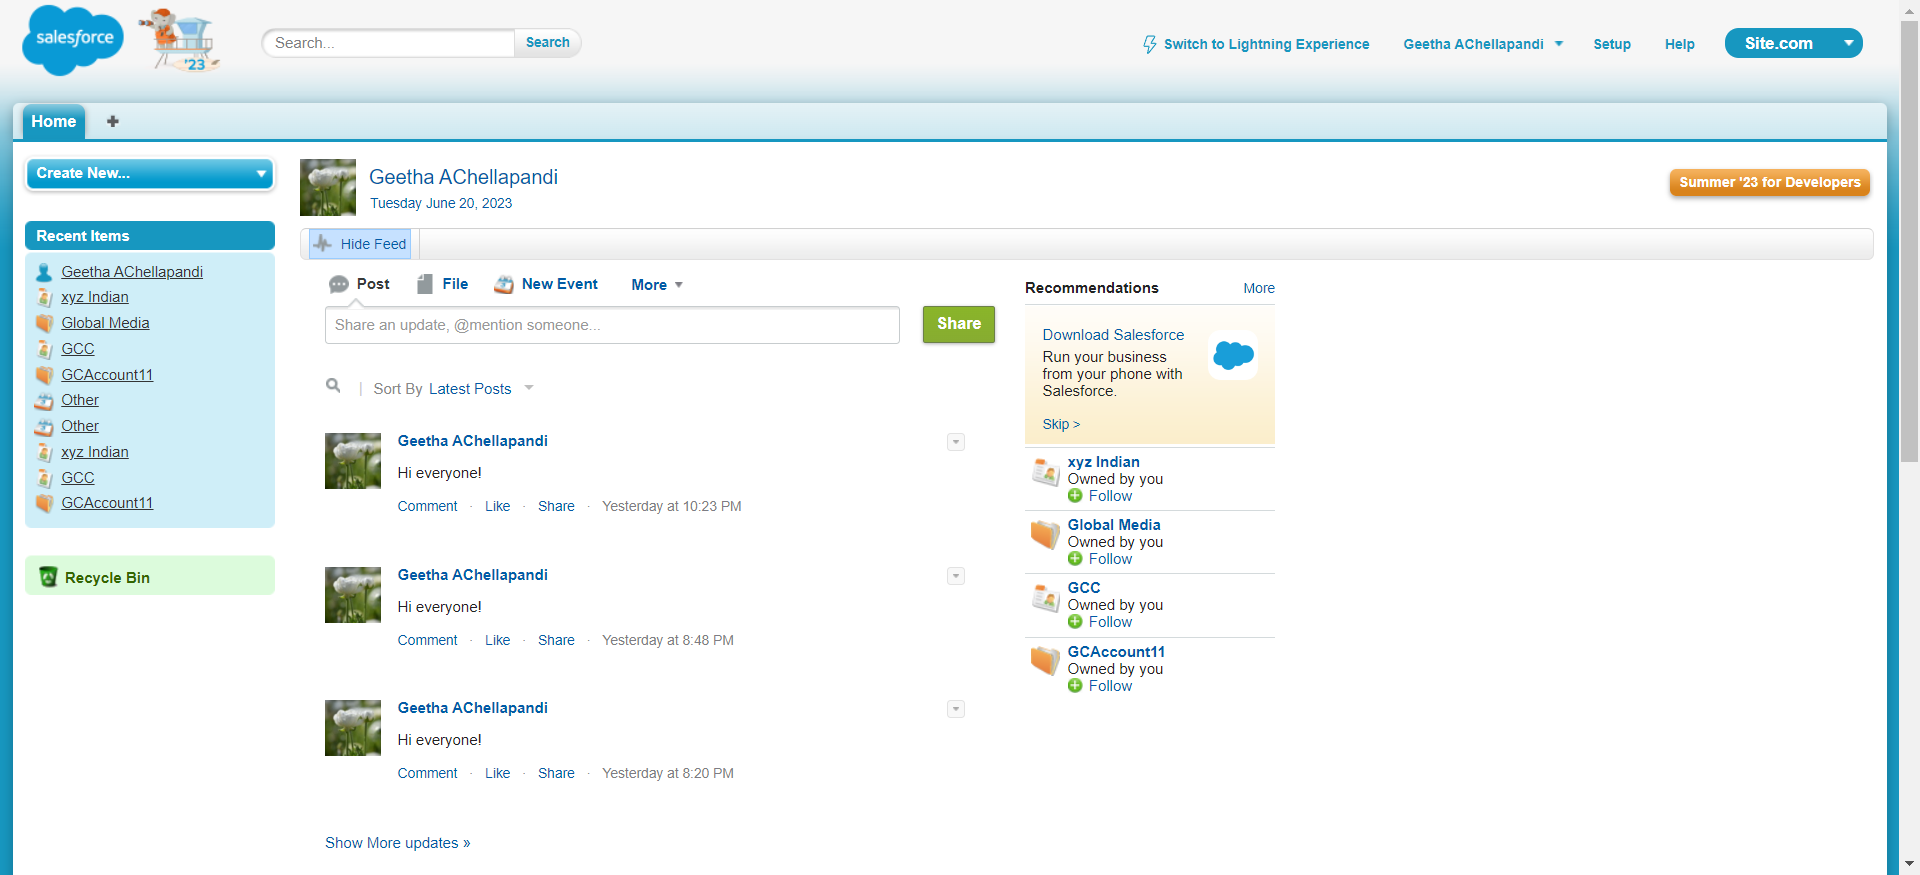 salesforce
'23
Search...
Search
Switch to Lightning Experience
Geetha AChellapandi
Setup
Help
Site.com
Home
Create New...
Recent Items
Geetha AChellapandi
xyz Indian
Global Media
GCC
GCAccount11
Other
Other
xyz Indian
GCC
GCAccount11
Recycle Bin
Geetha AChellapandi
Tuesday June 20, 2023
Summer '23 for Developers
Hide Feed
Post
File
New Event
More
Share an update, @mention someone...
Share
| Sort By Latest Posts
Geetha AChellapandi
Hi everyone!
Comment · Like · Share · Yesterday at 10:23 PM
Geetha AChellapandi
Hi everyone!
Comment · Like · Share · Yesterday at 8:48 PM
Geetha AChellapandi
Hi everyone!
Comment · Like · Share · Yesterday at 8:20 PM
Show More updates »
Recommendations
More
Download Salesforce
Run your business
from your phone with
Salesforce.
Skip >
xyz Indian
Owned by you
Follow
Global Media
Owned by you
Follow
GCC
Owned by you
Follow
GCAccount11
Owned by you
Follow